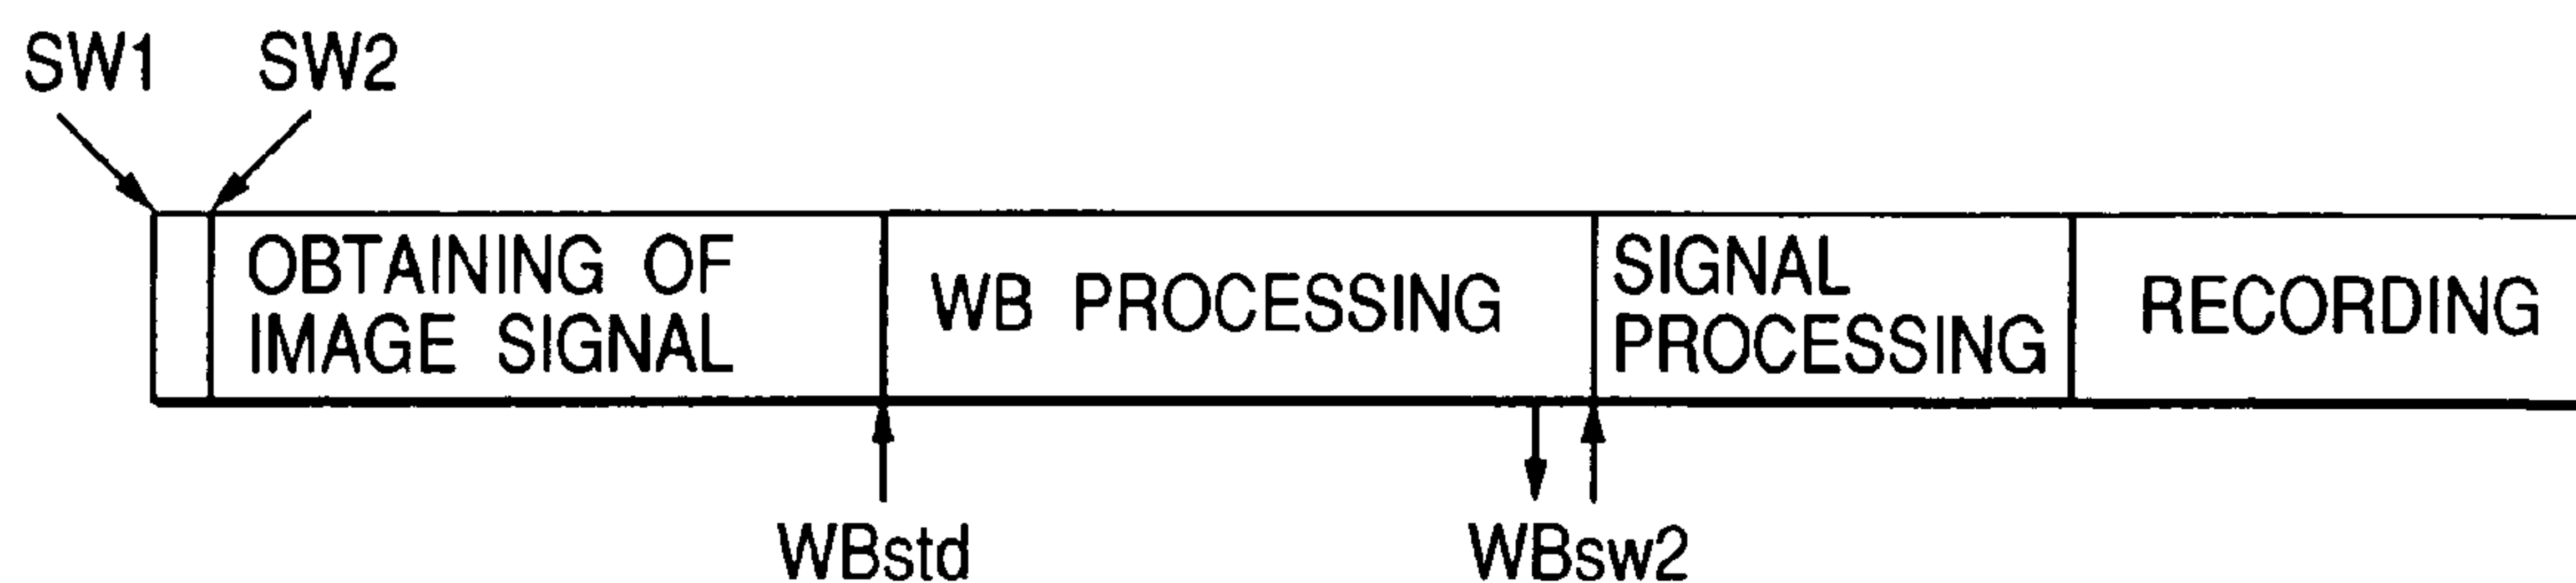 SW1 SW2
OBTAINING OF
IMAGE SIGNAL
WB PROCESSING
SIGNAL
PROCESSING
RECORDING
WBstd WBsw2